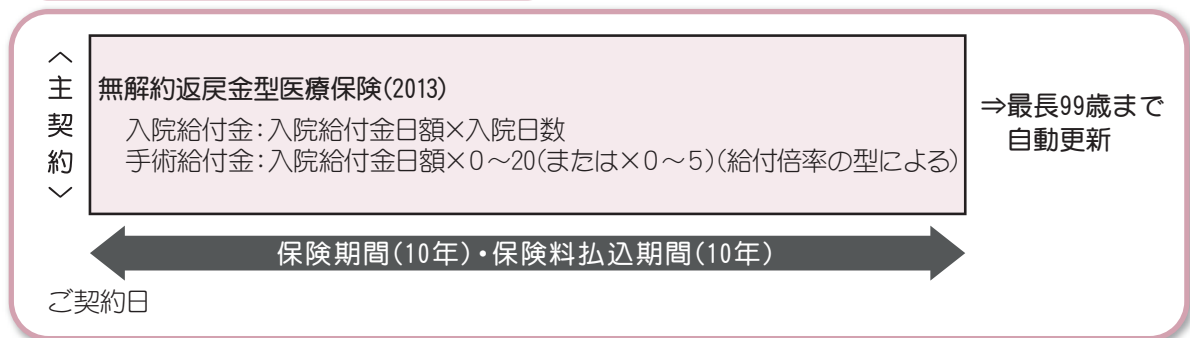 〈主契約〉
無解約返戻金型医療保険(2013)
入院給付金:入院給付金日額×入院日数
手術給付金:入院給付金日額×0～20(または×0～5)(給付倍率の型による)
⇒最長99歳まで
自動更新
保険期間(10年)・保険料払込期間(10年)
ご契約日